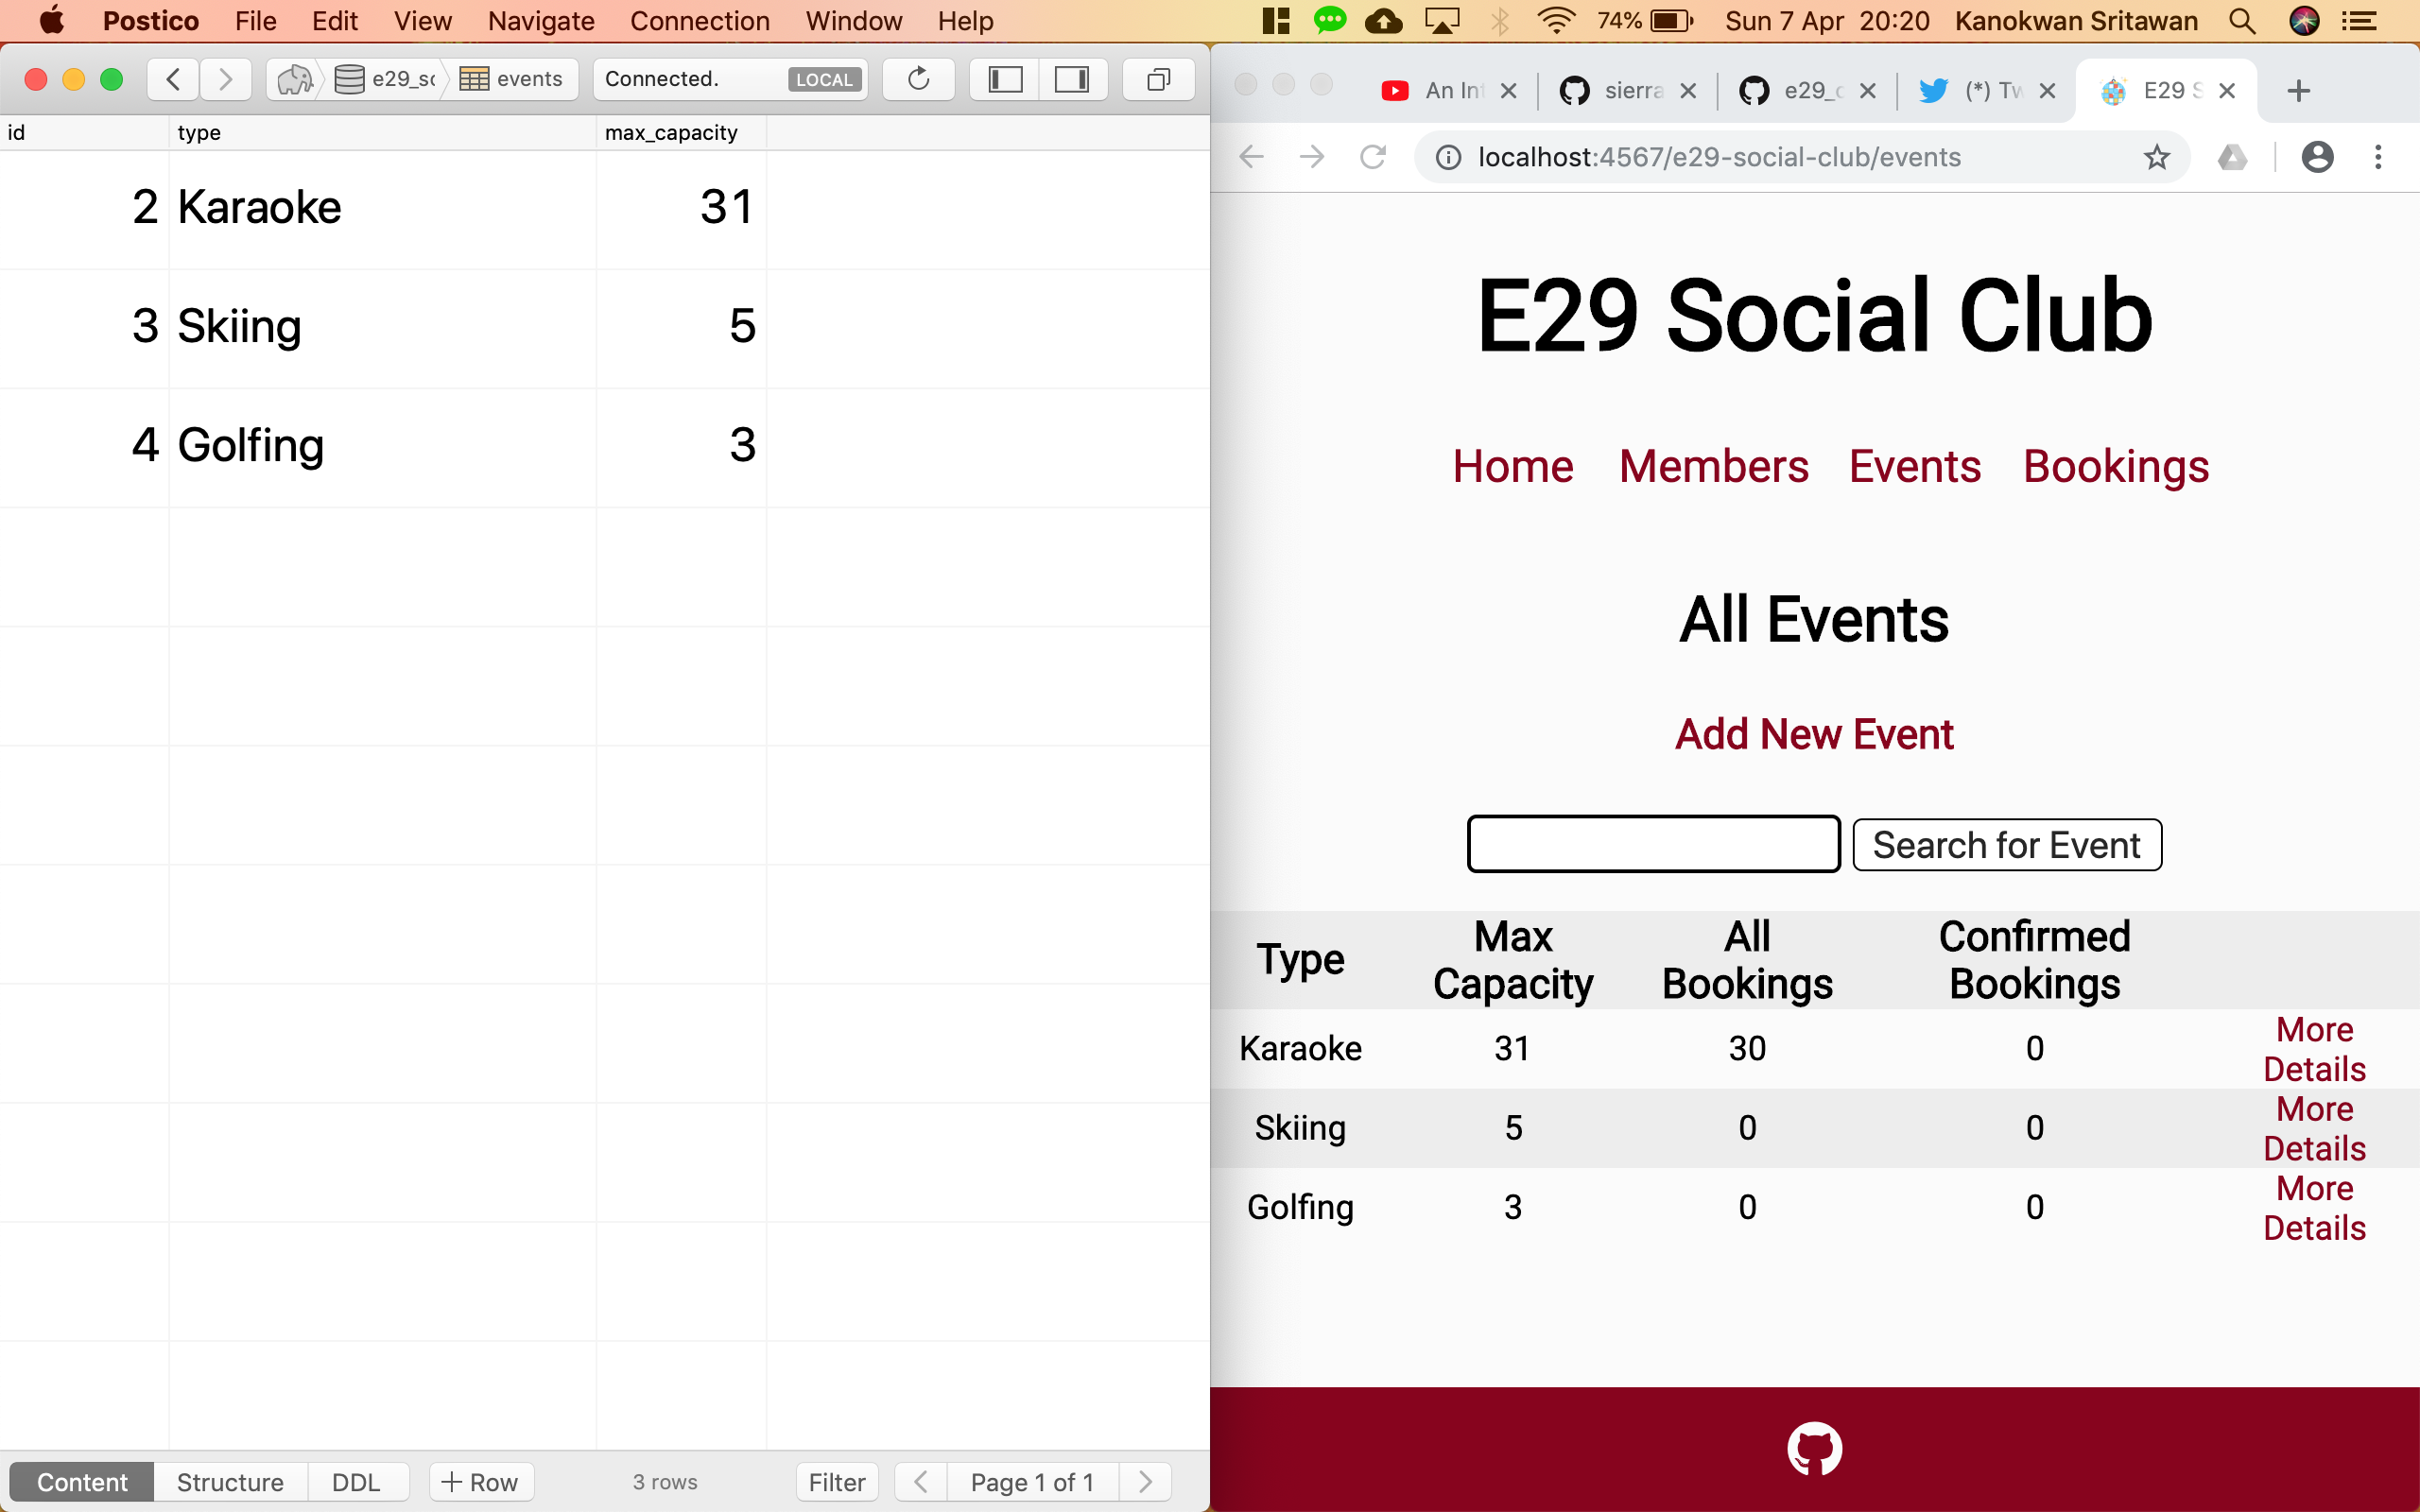 Postico File Edit View Navigate Connection Window Help 74% Sun 7 Apr 20:20 Kanokwan Sritawan
events Connected. LOCAL
id type max_capacity
2 Karaoke 31
3 Skiing 5
4 Golfing 3
Content Structure DDL + Row 3 rows Filter Page 1 of 1
An sierra e29_ (*) E29
localhost:4567/e29-social-club/events
E29 Social Club
Home Members Events Bookings
All Events
Add New Event
Search for Event
Type Max Capacity All Bookings Confirmed Bookings
Karaoke 31 30 0 More Details
Skiing 5 0 0 More Details
Golfing 3 0 0 More Details